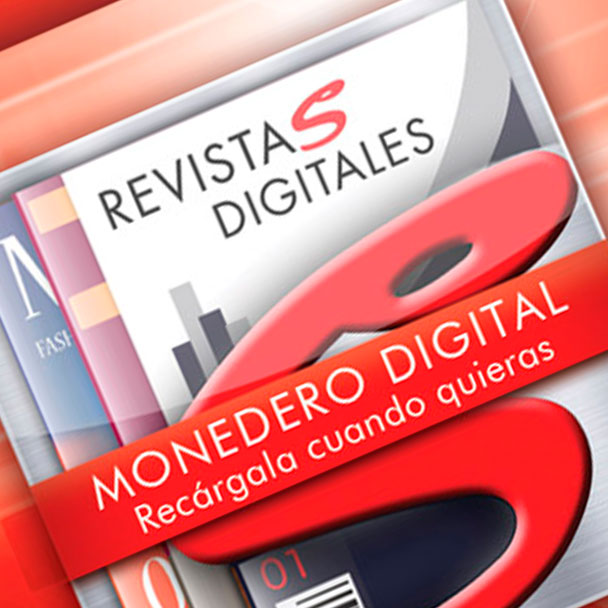 REVISTAS
DIGITALES
MONEDERO DIGITAL
Recárgala cuando quieras
01